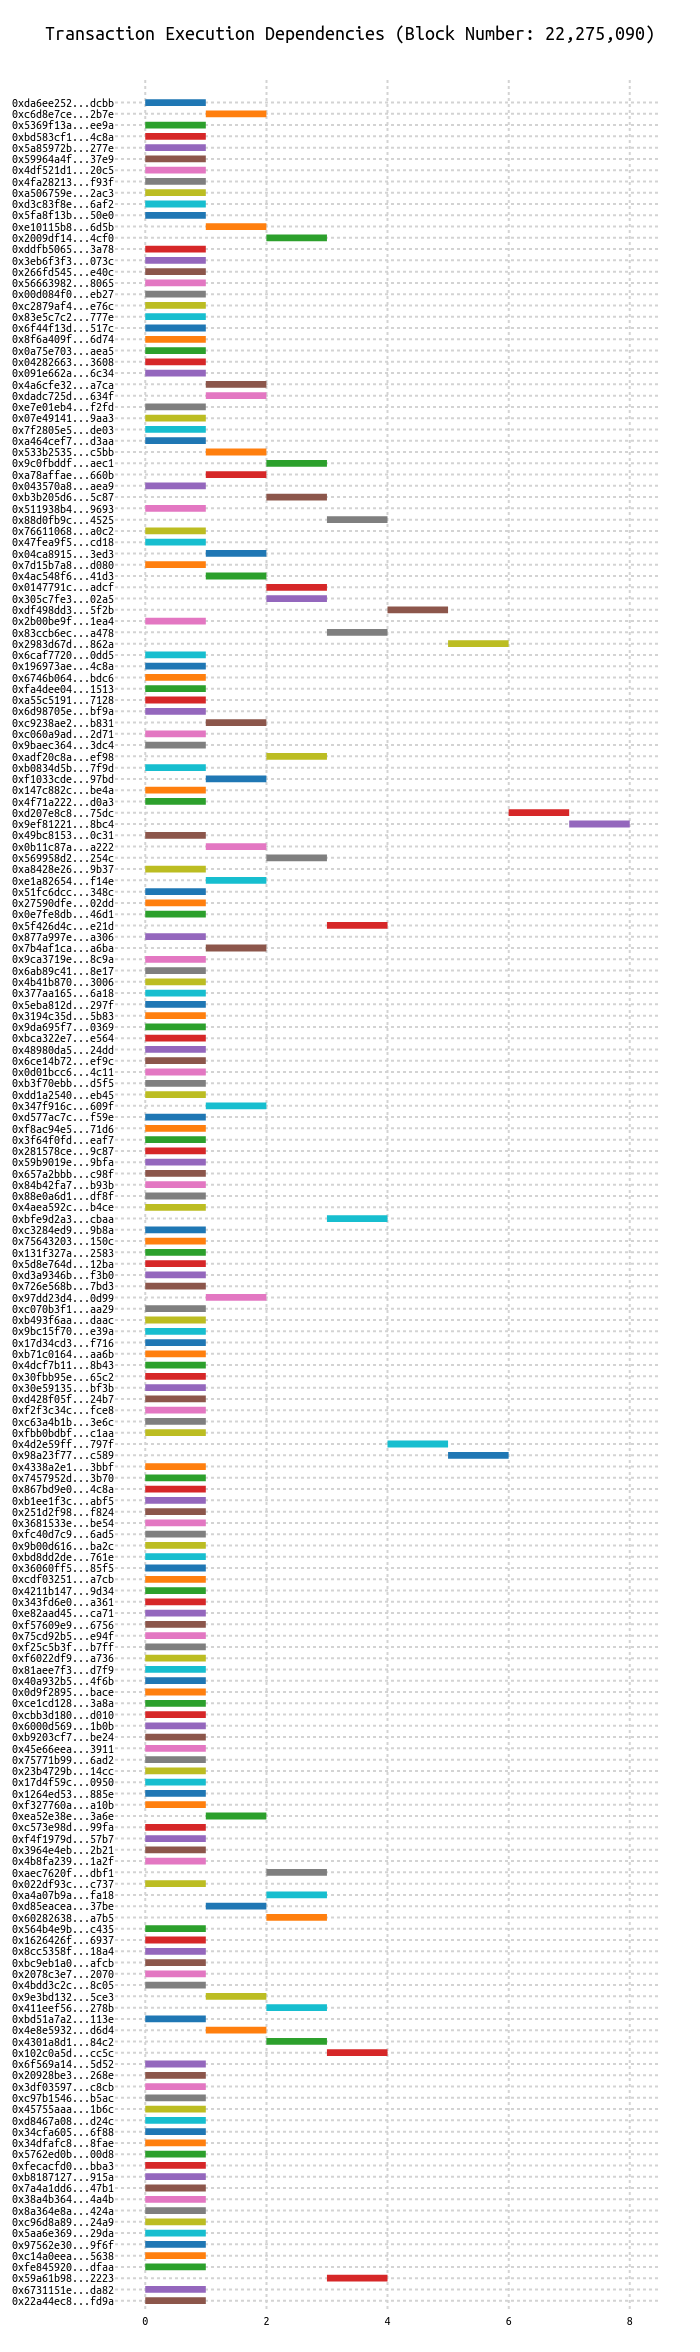 Transaction Execution Dependencies (Block Number: 22,275,090)
0xda6ee252...dcbb
0xc6d8e7ce...2b7e
0x5369f13a...ee9a
0xbd583cf1...4c8a
0x5a85972b...277e
0x59964a4f...37e9
0x4df521d1...20c5
0x4fa28213...f93f
0xa506759e...2ac3
0xd3c83f8e...6af2
0x5fa8f13b...50e0
0xe10115b8...6d5b
0x2009df14...4cf0
0xddfb5065...3a78
0x3eb6f3f3...073c
0x266fd545...e40c
0x56663982...8065
0x00d084f0...eb27
0xc2879af4...e76c
0x83e5c7c2...777e
0x6f44f13d...517c
0x8f6a409f...6d74
0x0a75e703...aea5
0x04282663...3608
0x091e662a...6c34
0x4a6cfe32...a7ca
0xdadc725d...634f
0xe7e01eb4...f2fd
0x07e49141...9aa3
0x7f2805e5...de03
0xa464cef7...d3aa
0x533b2535...c5bb
0x9c0fbddf...aec1
0xa78affae...660b
0x043570a8...aea9
0xb3b205d6...5c87
0x511938b4...9693
0x88d0fb9c...4525
0x76611068...a0c2
0x47fea9f5...cd18
0x04ca8915...3ed3
0x7d15b7a8...d080
0x4ac548f6...41d3
0x0147791c...adcf
0x305c7fe3...02a5
0xdf498dd3...5f2b
0x2b00be9f...1ea4
0x83ccb6ec...a478
0x2983d67d...862a
0x6caf7720...0dd5
0x196973ae...4c8a
0x6746b064...bdc6
0xfa4dee04...1513
0xa55c5191...7128
0x6d98705e...bf9a
0xc9238ae2...b831
0xc060a9ad...2d71
0x9baec364...3dc4
0xadf20c8a...ef98
0xb0834d5b...7f9d
0xf1033cde...97bd
0x147c882c...be4a
0x4f71a222...d0a3
0xd207e8c8...75dc
0x9ef81221...8bc4
0x49bc8153...0c31
0x0b11c87a...a222
0x569958d2...254c
0xa8428e26...9b37
0xe1a82654...f14e
0x51fc6dcc...348c
0x27590dfe...02dd
0x0e7fe8db...46d1
0x5f426d4c...e21d
0x877a997e...a306
0x7b4af1ca...a6ba
0x9ca3719e...8c9a
0x6ab89c41...8e17
0x4b41b870...3006
0x377aa165...6a18
0x5eba812d...297f
0x3194c35d...5b83
0x9da695f7...0369
0xbca322e7...e564
0x48980da5...24dd
0x6ce14b72...ef9c
0x0d01bcc6...4c11
0xb3f70ebb...d5f5
0xdd1a2540...eb45
0x347f916c...609f
0xd577ac7c...f59e
0xf8ac94e5...71d6
0x3f64f0fd...eaf7
0x281578ce...9c87
0x59b9019e...9bfa
0x657a2bbb...c98f
0x84b42fa7...b93b
0x88e0a6d1...df8f
0x4aea592c...b4ce
0xbfe9d2a3...cbaa
0xc3284ed9...9b8a
0x75643203...150c
0x131f327a...2583
0x5d8e764d...12ba
0xd3a9346b...f3b0
0x726e568b...7bd3
0x97dd23d4...0d99
0xc070b3f1...aa29
0xb493f6aa...daac
0x9bc15f70...e39a
0x17d34cd3...f716
0xb71c0164...aa6b
0x4dcf7b11...8b43
0x30fbb95e...65c2
0x30e59135...bf3b
0xd428f05f...24b7
0xf2f3c34c...fce8
0xc63a4b1b...3e6c
0xfbb0bdbf...c1aa
0x4d2e59ff...797f
0x98a23f77...c589
0x4338a2e1...3bbf
0x7457952d...3b70
0x867bd9e0...4c8a
0xb1ee1f3c...abf5
0x251d2f98...f824
0x3681533e...be54
0xfc40d7c9...6ad5
0x9b00d616...ba2c
0xbd8dd2de...761e
0x36060ff5...85f5
0xcdf03251...a7cb
0x4211b147...9d34
0x343fd6e0...a361
0xe82aad45...ca71
0xf57609e9...6756
0x75cd92b5...e94f
0xf25c5b3f...b7ff
0xf6022df9...a736
0x81aee7f3...d7f9
0x40a932b5...4f6b
0x0d9f2895...bace
0xce1cd128...3a8a
0xcbb3d180...d010
0x6000d569...1b0b
0xb9203cf7...be24
0x45e66eea...3911
0x75771b99...6ad2
0x23b4729b...14cc
0x17d4f59c...0950
0x1264ed53...885e
0xf327760a...a10b
0xea52e38e...3a6e
0xc573e98d...99fa
0xf4f1979d...57b7
0x3964e4eb...2b21
0x4b8fa239...1a2f
0xaec7620f...dbf1
0x022df93c...c737
0xa4a07b9a...fa18
0xd85eacea...37be
0x60282638...a7b5
0x564b4e9b...c435
0x1626426f...6937
0x8cc5358f...18a4
0xbc9eb1a0...afcb
0x2078c3e7...2070
0x4bdd3c2c...8c05
0x9e3bd132...5ce3
0x411eef56...278b
0xbd51a7a2...113e
0x4e8e5932...d6d4
0x4301a8d1...84c2
0x102c0a5d...cc5c
0x6f569a14...5d52
0x20928be3...268e
0x3df03597...c8cb
0xc97b1546...b5ac
0x45755aaa...1b6c
0xd8467a08...d24c
0x34cfa605...6f88
0x34dfafc8...8fae
0x5762ed0b...00d8
0xfecacfd0...bba3
0xb8187127...915a
0x7a4a1dd6...47b1
0x38a4b364...4a4b
0x8a364e8a...424a
0xc96d8a89...24a9
0x5aa6e369...29da
0x97562e30...9f6f
0xc14a0eea...5638
0xfe845920...dfaa
0x59a61b98...2223
0x6731151e...da82
0x22a44ec8...fd9a
0 2 4 6 8